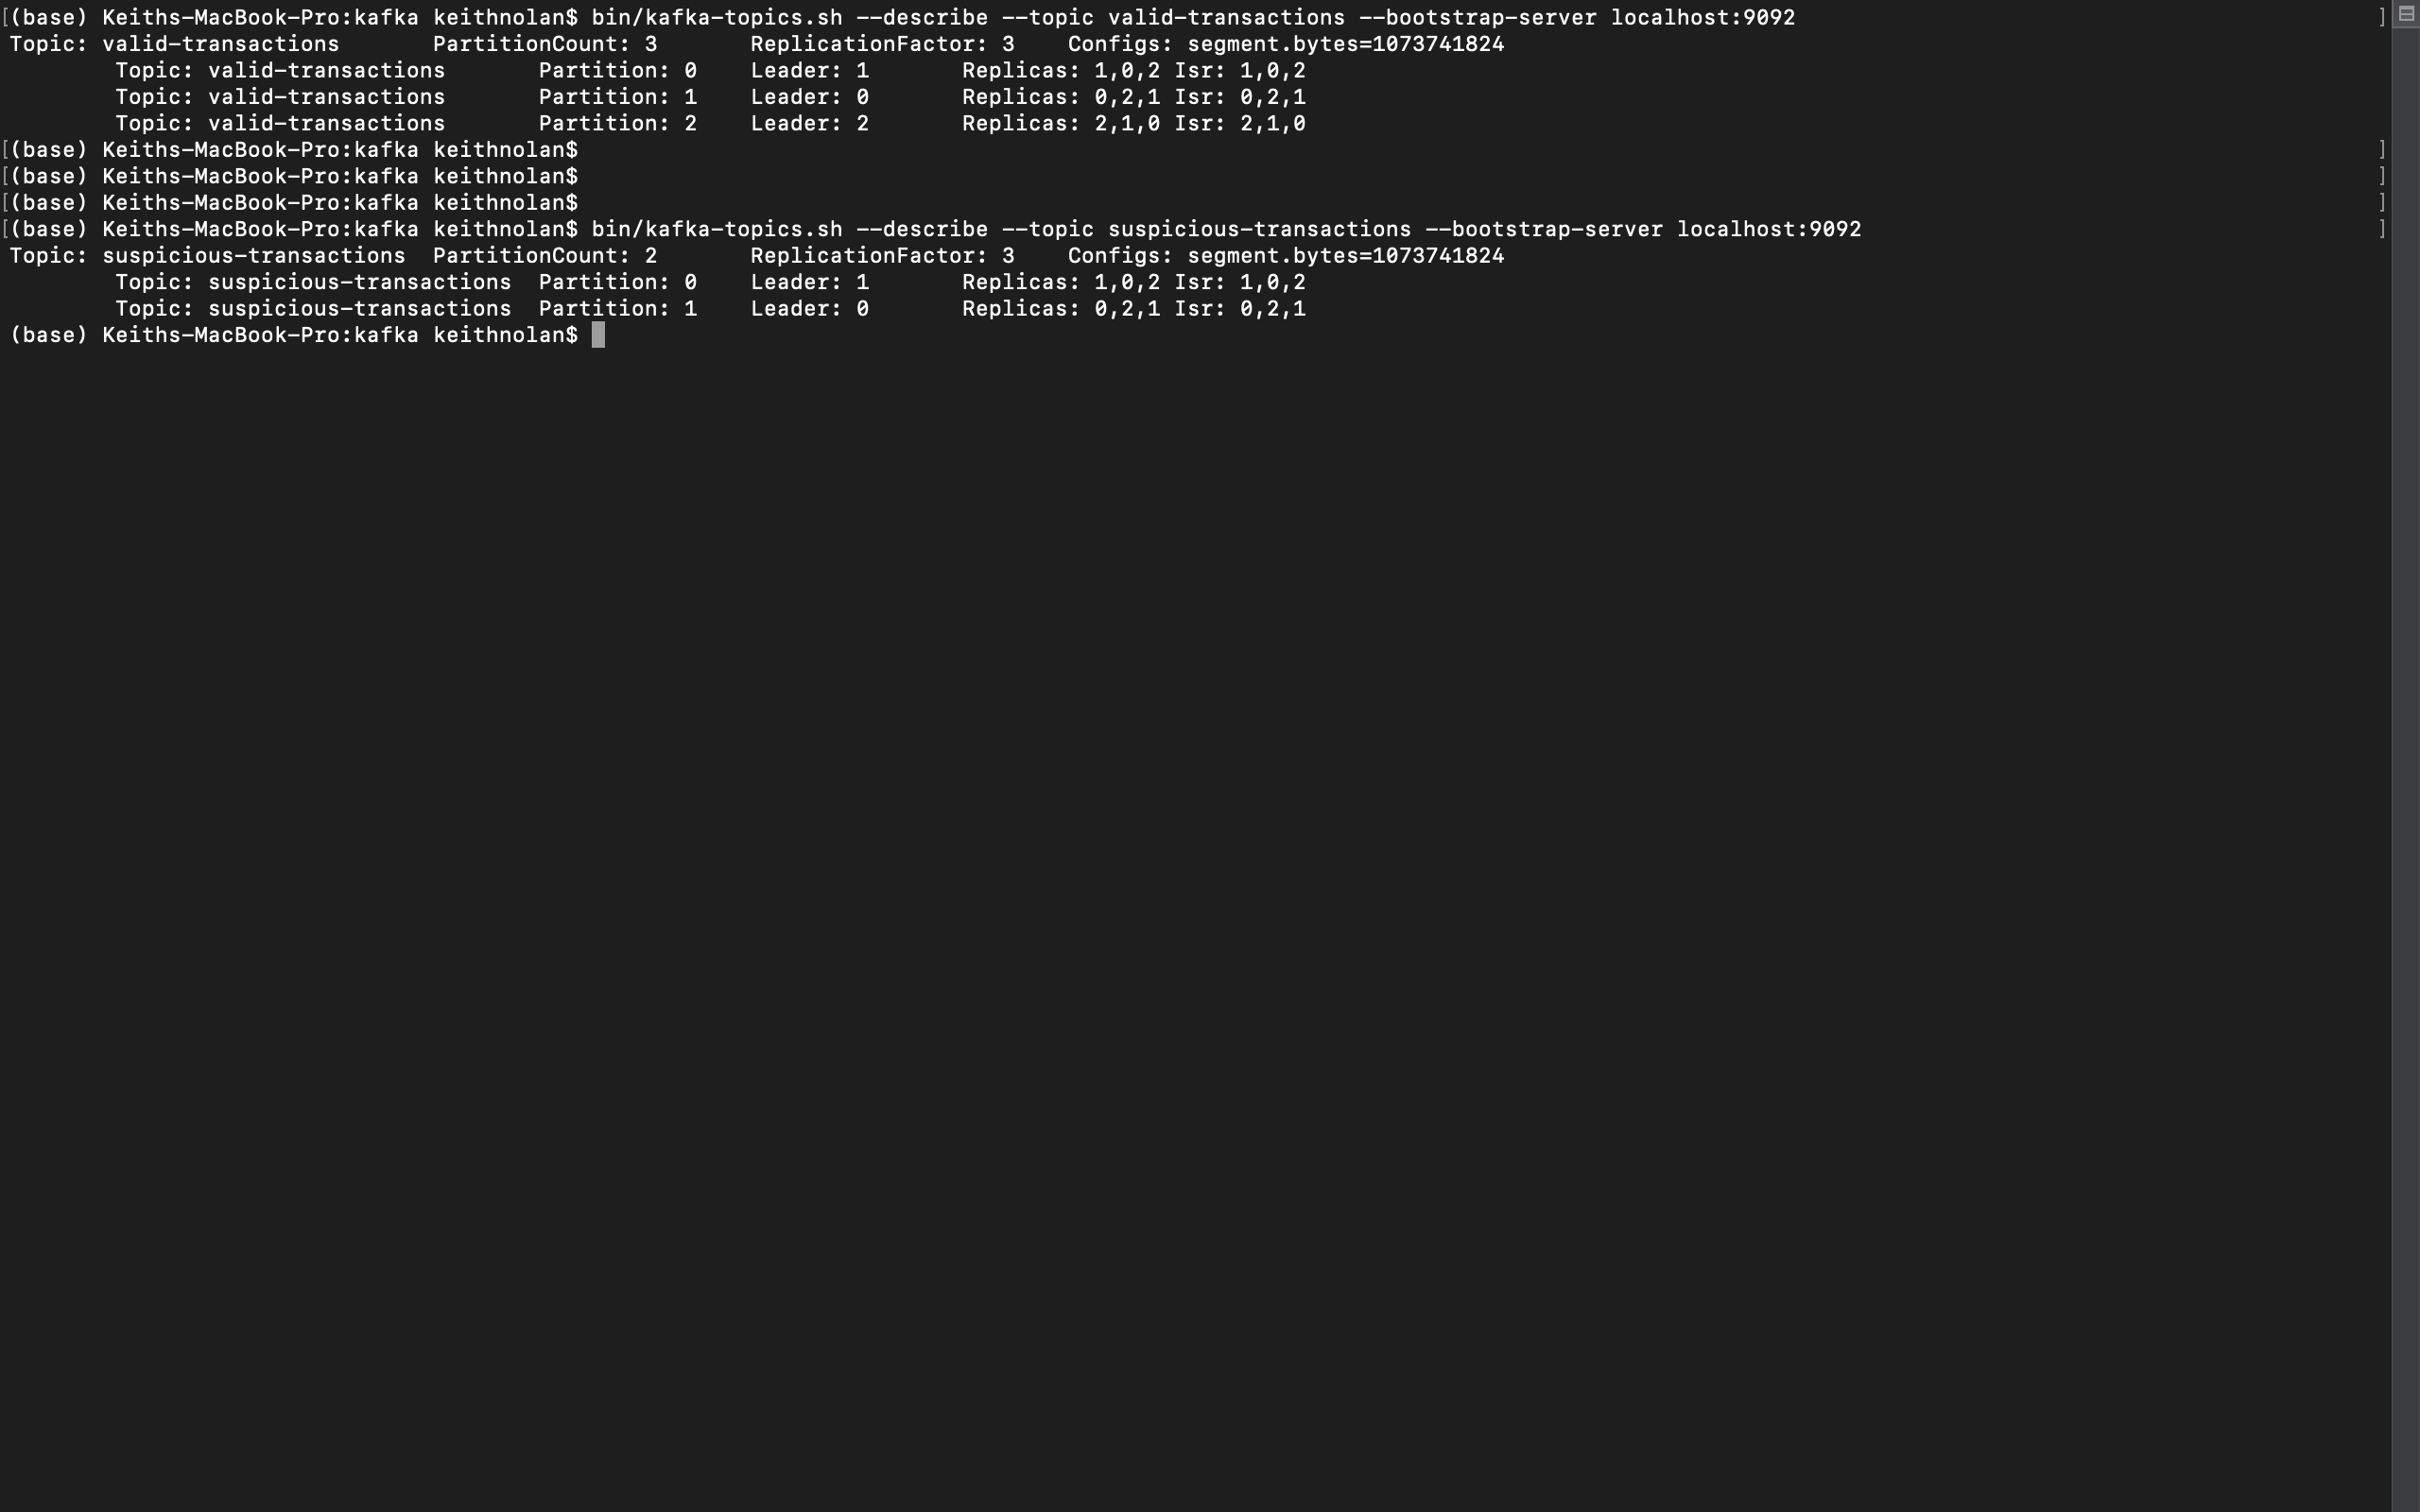 [(base) Keiths-MacBook-Pro:kafka keithnolan$ bin/kafka-topics.sh --describe --topic valid-transactions --bootstrap-server localhost:9092 ]
Topic: valid-transactions PartitionCount: 3 ReplicationFactor: 3 Configs: segment.bytes=1073741824
Topic: valid-transactions Partition: 0 Leader: 1 Replicas: 1,0,2 Isr: 1,0,2
Topic: valid-transactions Partition: 1 Leader: 0 Replicas: 0,2,1 Isr: 0,2,1
Topic: valid-transactions Partition: 2 Leader: 2 Replicas: 2,1,0 Isr: 2,1,0
[(base) Keiths-MacBook-Pro:kafka keithnolan$ ]
[(base) Keiths-MacBook-Pro:kafka keithnolan$ ]
[(base) Keiths-MacBook-Pro:kafka keithnolan$ ]
[(base) Keiths-MacBook-Pro:kafka keithnolan$ bin/kafka-topics.sh --describe --topic suspicious-transactions --bootstrap-server localhost:9092 ]
Topic: suspicious-transactions PartitionCount: 2 ReplicationFactor: 3 Configs: segment.bytes=1073741824
Topic: suspicious-transactions Partition: 0 Leader: 1 Replicas: 1,0,2 Isr: 1,0,2
Topic: suspicious-transactions Partition: 1 Leader: 0 Replicas: 0,2,1 Isr: 0,2,1
(base) Keiths-MacBook-Pro:kafka keithnolan$